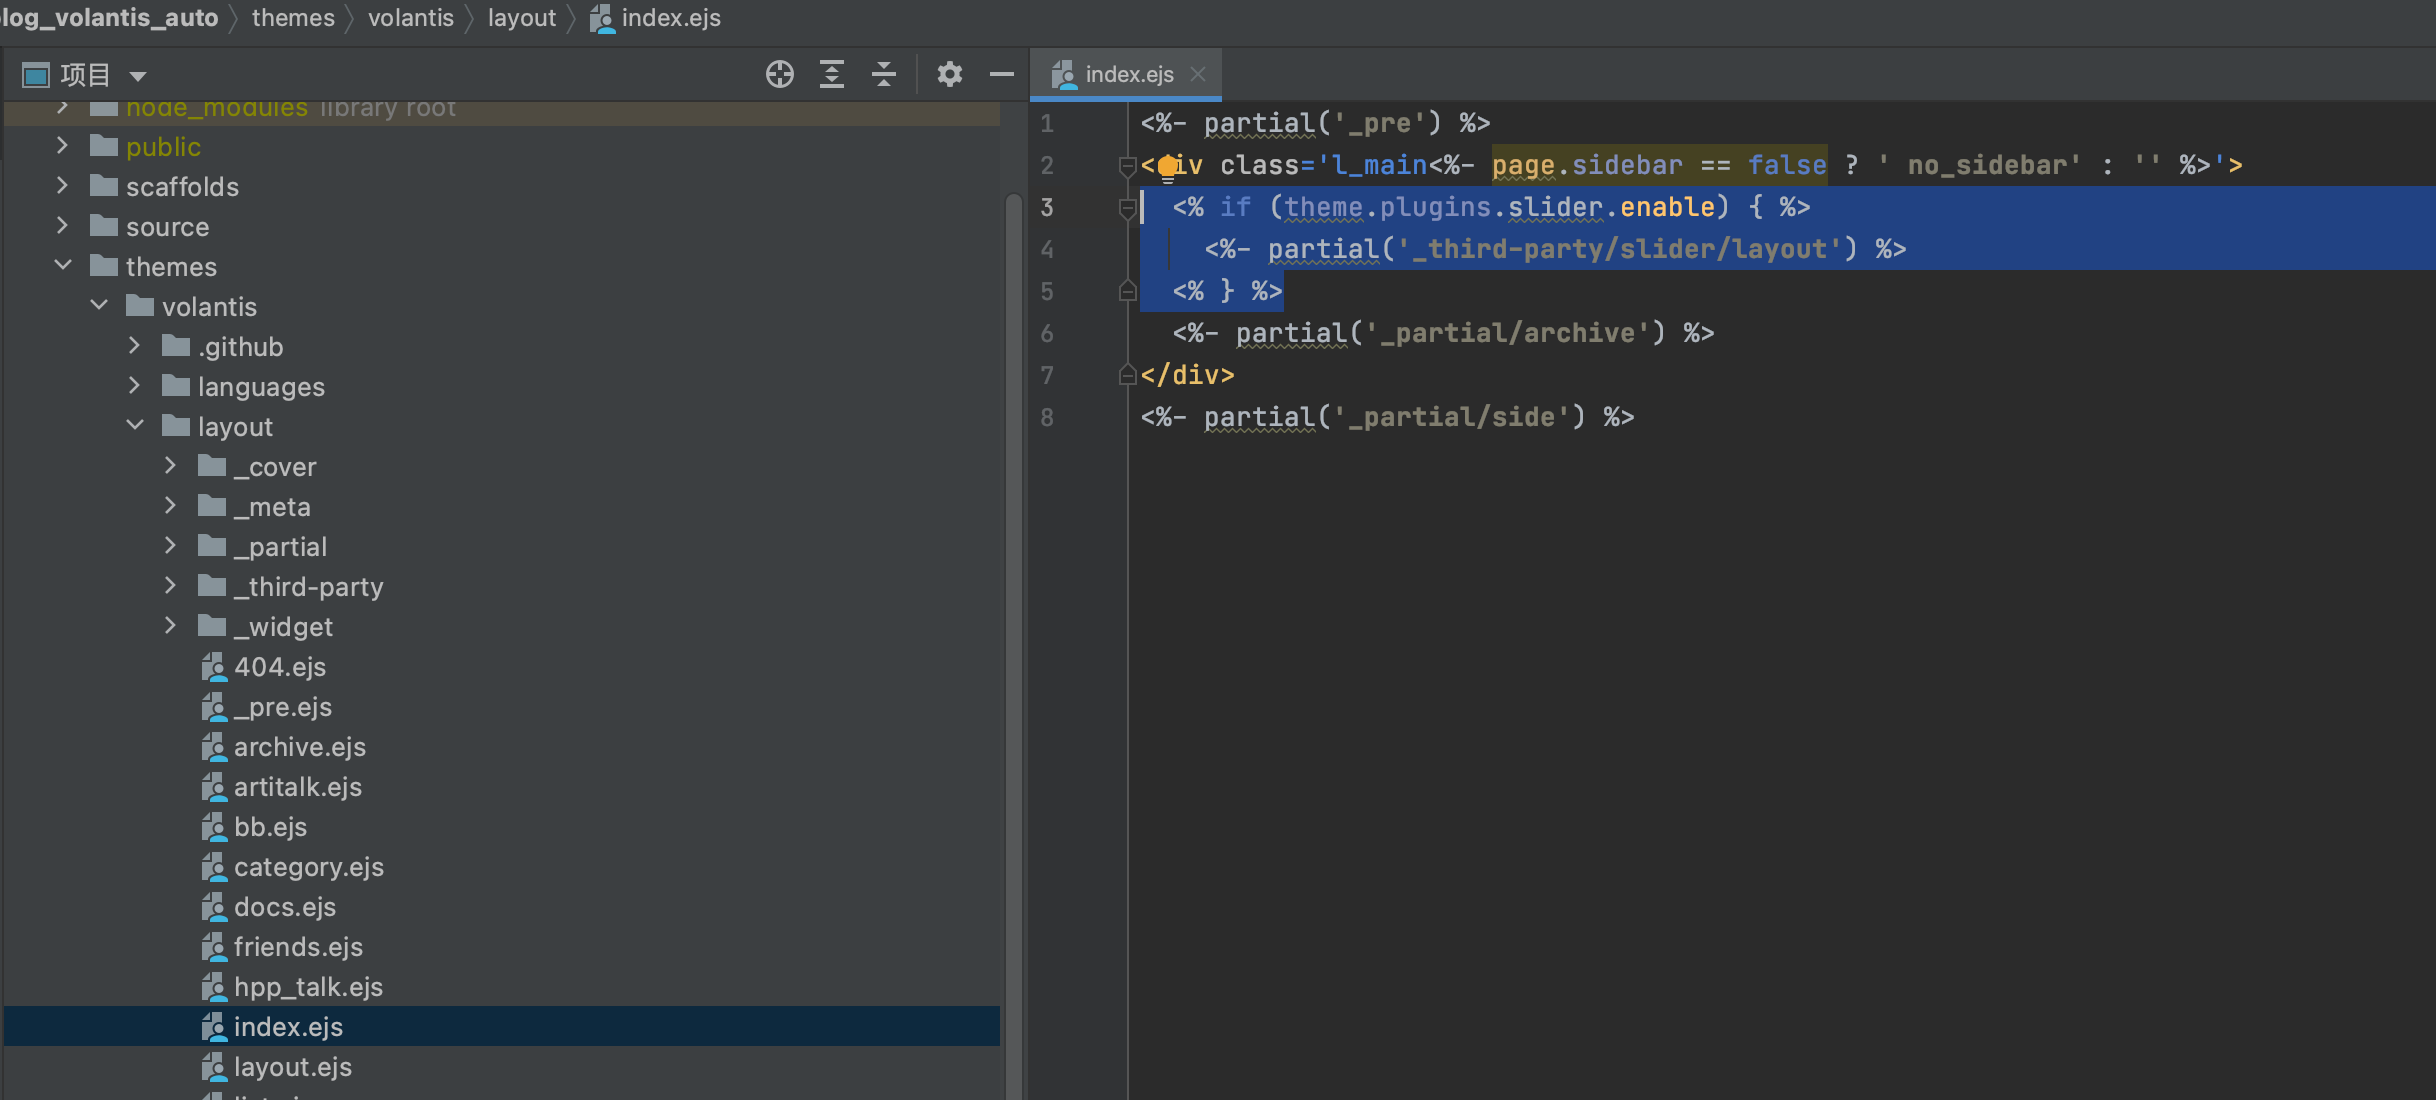 log_volantis_auto themes volantis layout index.ejs
项目
node_modules library root
public
scaffolds
source
themes
volantis
.github
languages
layout
_cover
_meta
_partial
_third-party
_widget
404.ejs
_pre.ejs
archive.ejs
artitalk.ejs
bb.ejs
category.ejs
docs.ejs
friends.ejs
hpp_talk.ejs
index.ejs
layout.ejs
index.ejs
1 <%- partial('_pre') %>
2 <div class='l_main<%- page.sidebar == false ? ' no_sidebar' : '' %>'>
3 <% if (theme.plugins.slider.enable) { %>
4 <%- partial('_third-party/slider/layout') %>
5 <% } %>
6 <%- partial('_partial/archive') %>
7 </div>
8 <%- partial('_partial/side') %>